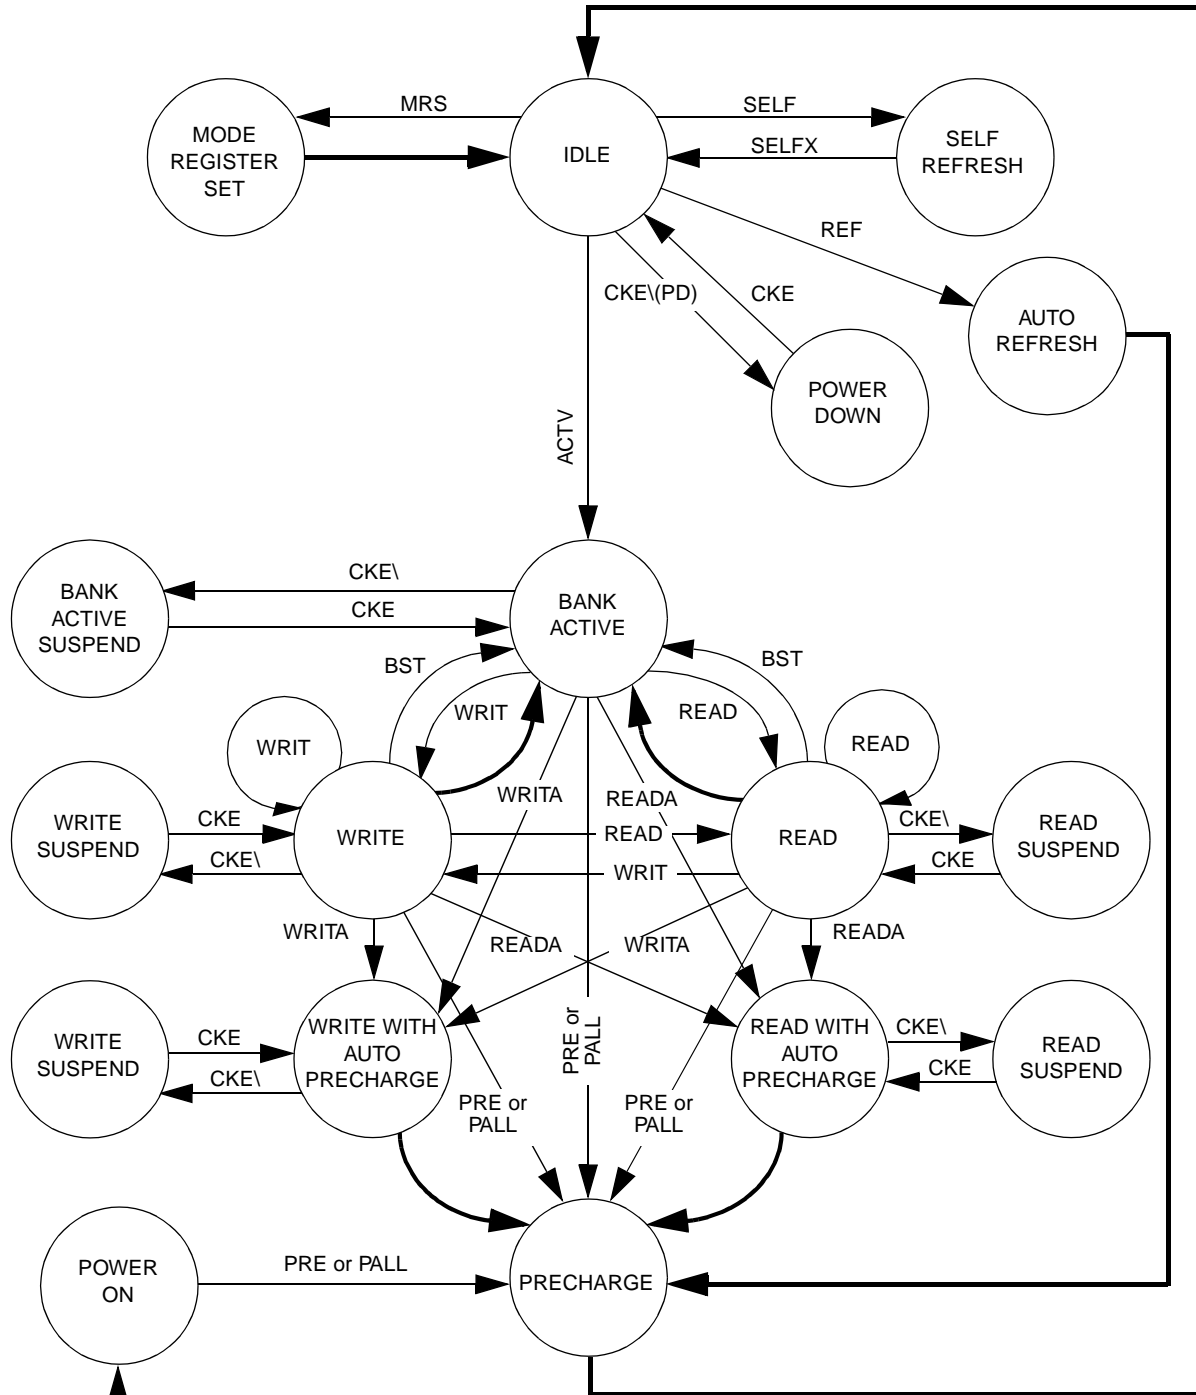 MRS
SELF
MODE
REGISTER
SET
IDLE
SELFX
SELF
REFRESH
REF
CKE\(PD)
CKE
AUTO
REFRESH
POWER
DOWN
ACTV
BANK
ACTIVE
SUSPEND
CKE\
CKE
BANK
ACTIVE
BST
BST
WRIT
READ
WRIT
READ
WRITA
READA
WRITE
SUSPEND
CKE
CKE\
WRITE
READ
WRIT
READ
CKE\
CKE
READ
SUSPEND
WRITA
READA
WRITA
READA
WRITE
SUSPEND
CKE
CKE\
WRITE WITH
AUTO
PRECHARGE
PRE or
PALL
READ WITH
AUTO
PRECHARGE
CKE\
CKE
READ
SUSPEND
PRE or
PALL
PRE or
PALL
POWER
ON
PRE or PALL
PRECHARGE